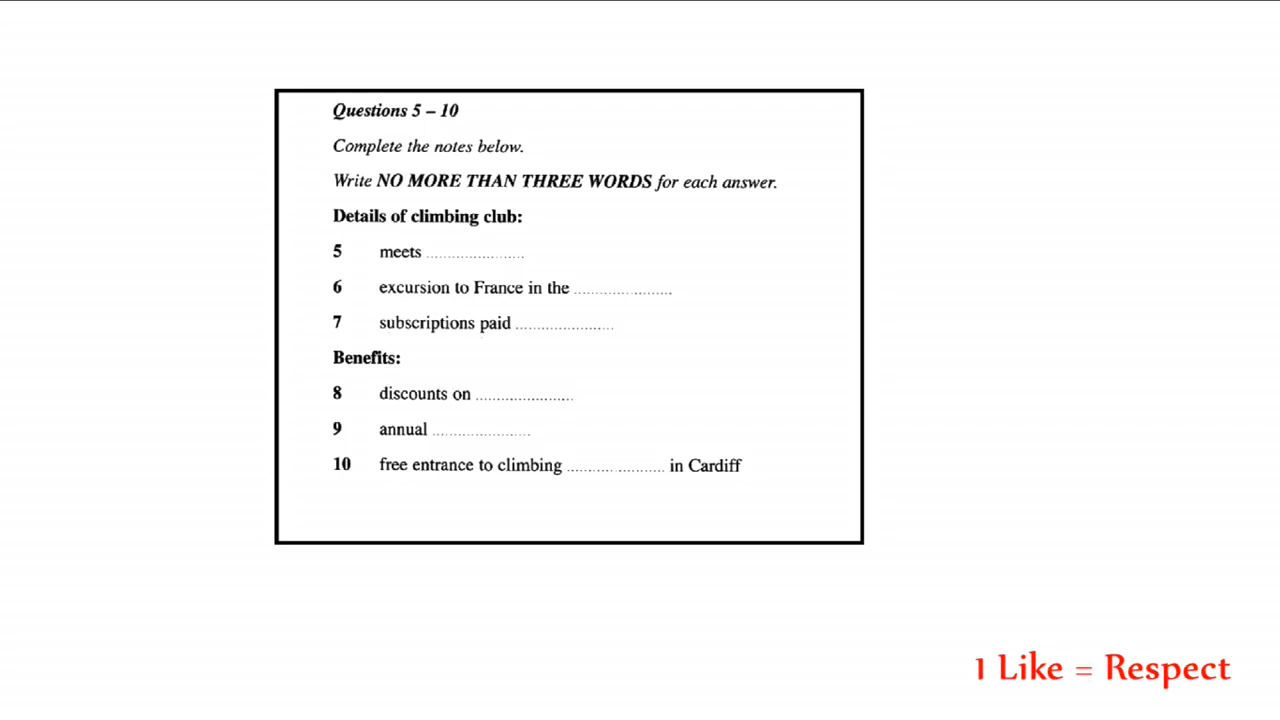 Questions 5 – 10
Complete the notes below.
Write NO MORE THAN THREE WORDS for each answer.
Details of climbing club:
5 meets ........................
6 excursion to France in the ........................
7 subscriptions paid ........................
Benefits:
8 discounts on ........................
9 annual ........................
10 free entrance to climbing ........................ in Cardiff
1 Like = Respect